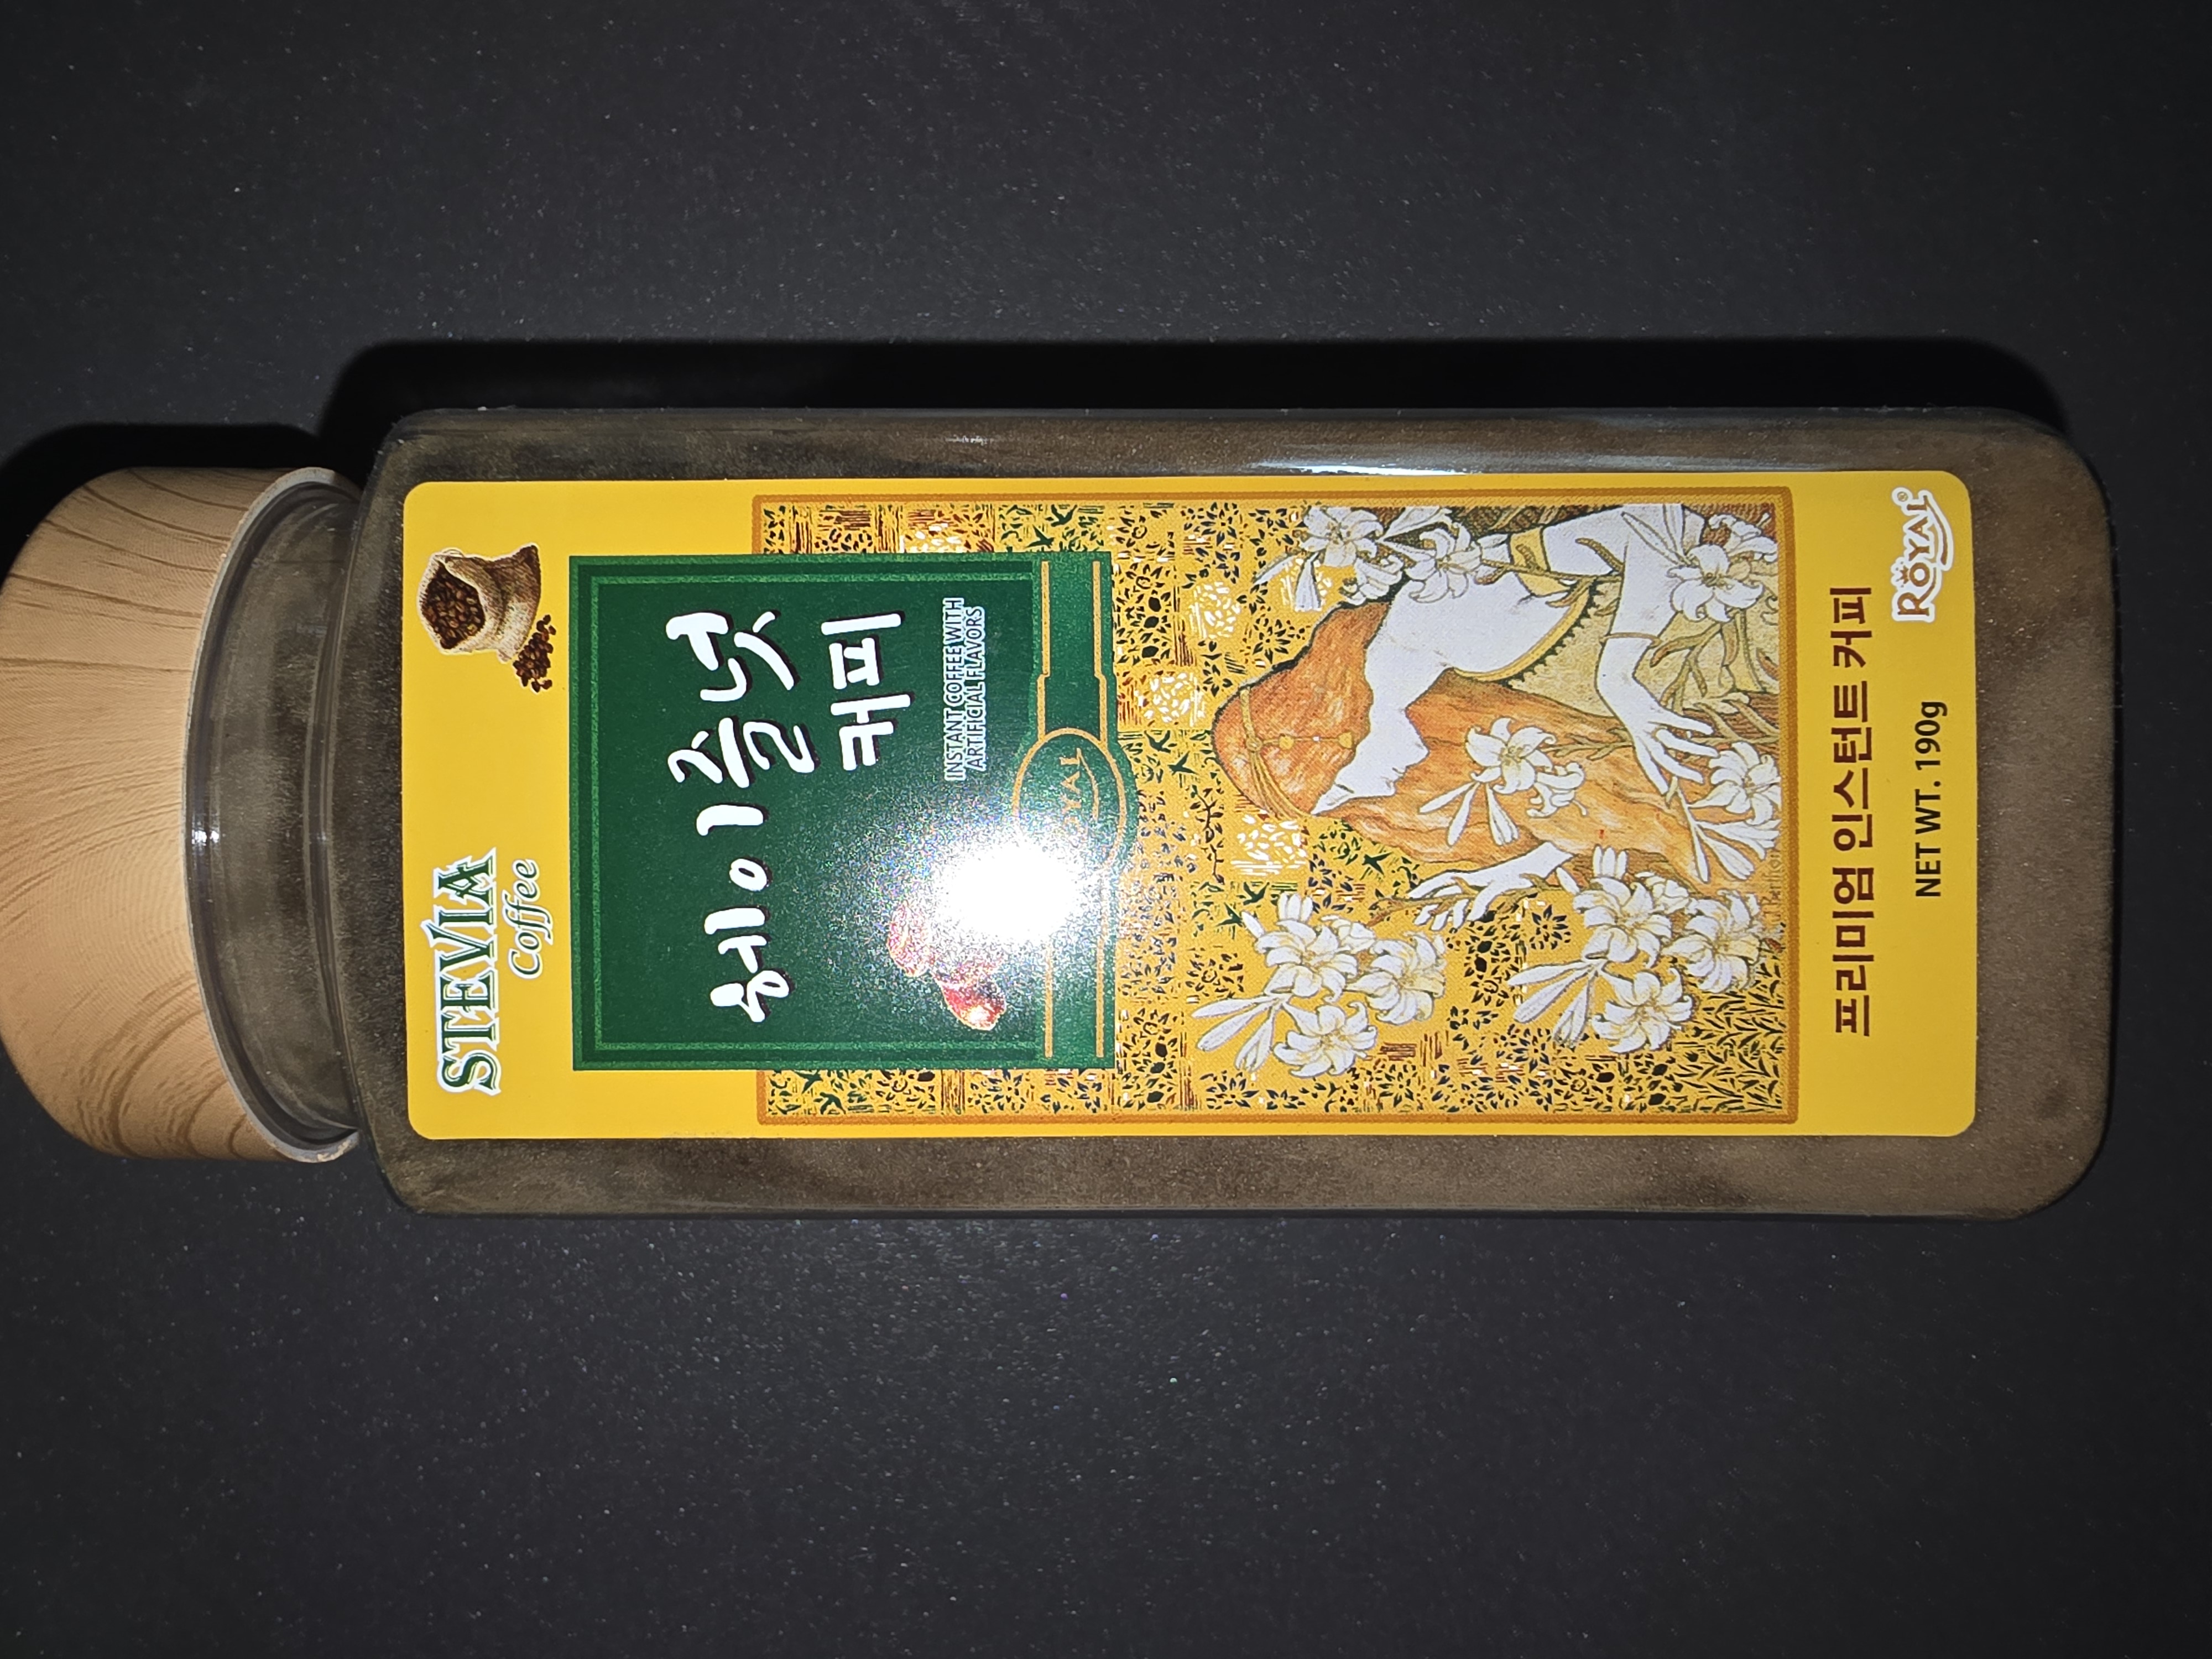 STEVIA
Coffee
헤이즐넛
커피
INSTANT COFFEE WITH
ARTIFICIAL FLAVORS
프리미엄 인스턴트 커피
NET WT. 190g
ROYAL®